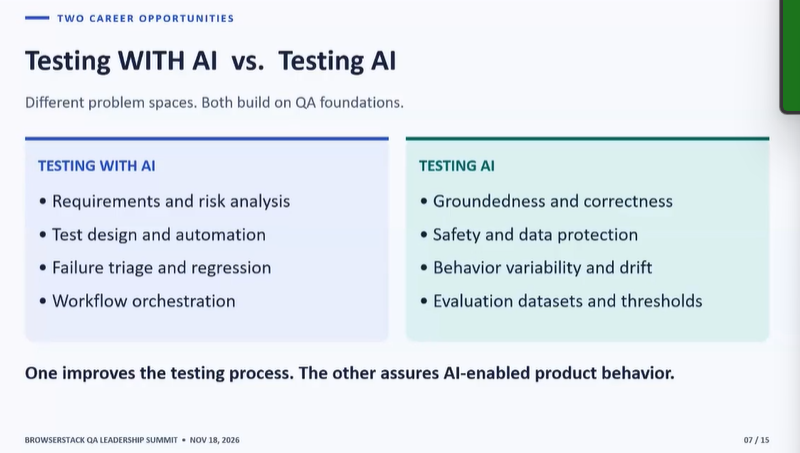 TWO CAREER OPPORTUNITIES
Testing WITH AI vs. Testing AI
Different problem spaces. Both build on QA foundations.
TESTING WITH AI
• Requirements and risk analysis
• Test design and automation
• Failure triage and regression
• Workflow orchestration
TESTING AI
• Groundedness and correctness
• Safety and data protection
• Behavior variability and drift
• Evaluation datasets and thresholds
One improves the testing process. The other assures AI-enabled product behavior.
BROWSERSTACK QA LEADERSHIP SUMMIT • NOV 18, 2026
07 / 15